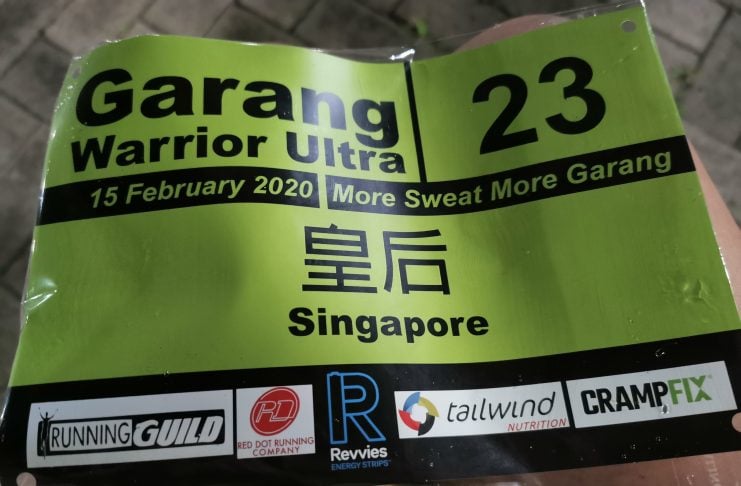 Garang 23
Warrior Ultra
15 February 2020 More Sweat More Garang
皇后
Singapore
RUNNING GUILD
RD
RED DOT RUNNING
COMPANY
R
Revvies
ENERGY STRIPS
tailwind
NUTRITION
CRAMPFIX